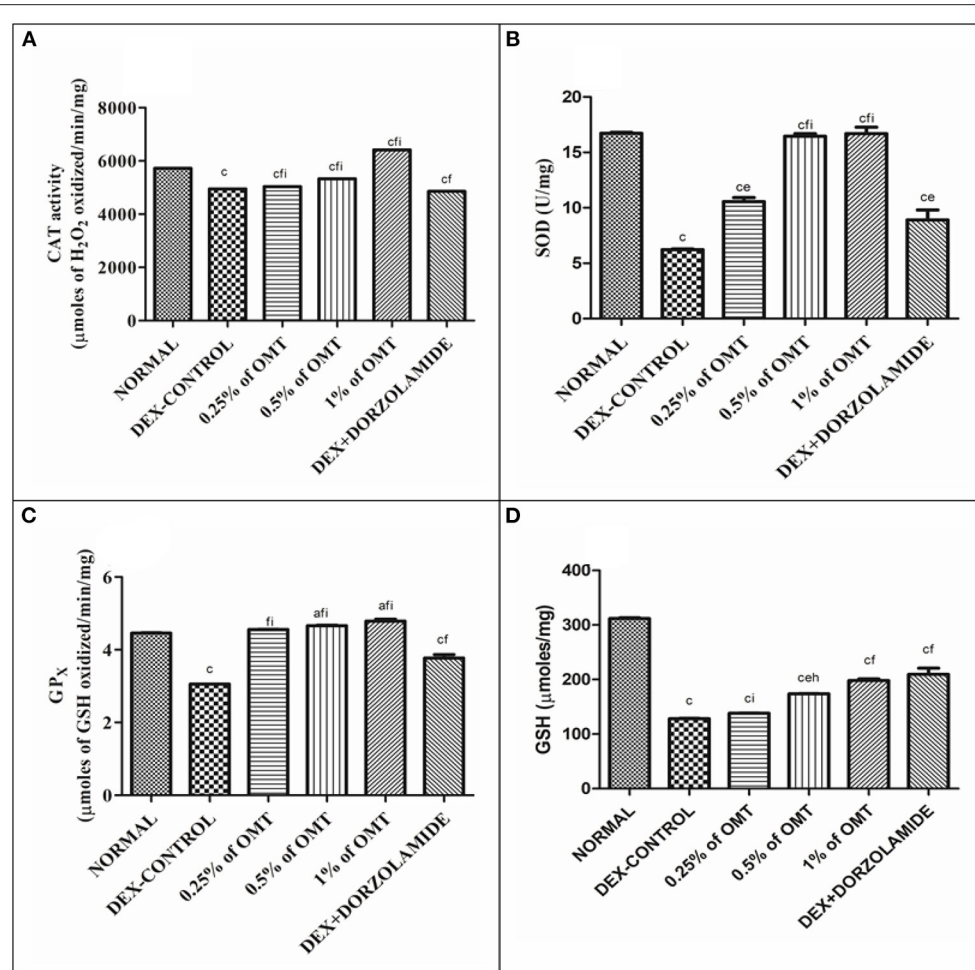 A
CAT activity
(μmoles of H₂O₂ oxidized/min/mg)
8000
6000
4000
2000
0
c
cfi
cfi
cfi
cf
NORMAL
DEX-CONTROL
0.25% of OMT
0.5% of OMT
1% of OMT
DEX+DORZOLAMIDE
B
SOD (U/mg)
20
15
10
5
0
c
ce
cfi
cfi
ce
NORMAL
DEX-CONTROL
0.25% of OMT
0.5% of OMT
1% of OMT
DEX+DORZOLAMIDE
C
GPX
(μmoles of GSH oxidized/min/mg)
6
4
2
0
c
fi
afi
afi
cf
NORMAL
DEX-CONTROL
0.25% of OMT
0.5% of OMT
1% of OMT
DEX+DORZOLAMIDE
D
GSH (μmoles/mg)
400
300
200
100
0
c
ci
ceh
cf
cf
NORMAL
DEX-CONTROL
0.25% of OMT
0.5% of OMT
1% of OMT
DEX+DORZOLAMIDE